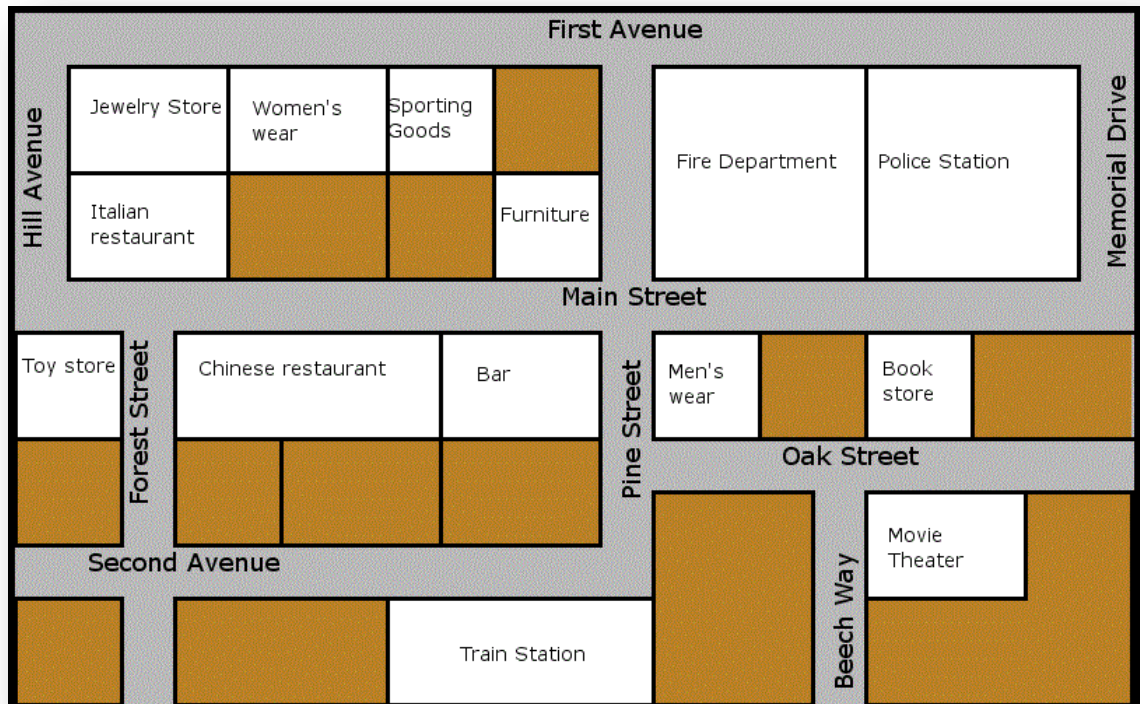 First Avenue
Jewelry Store
Women's
wear
Sporting
Goods
Fire Department
Police Station
Memorial Drive
Hill Avenue
Italian
restaurant
Furniture
Main Street
Toy store
Forest Street
Chinese restaurant
Bar
Pine Street
Men's
wear
Book
store
Oak Street
Second Avenue
Movie
Theater
Beech Way
Train Station